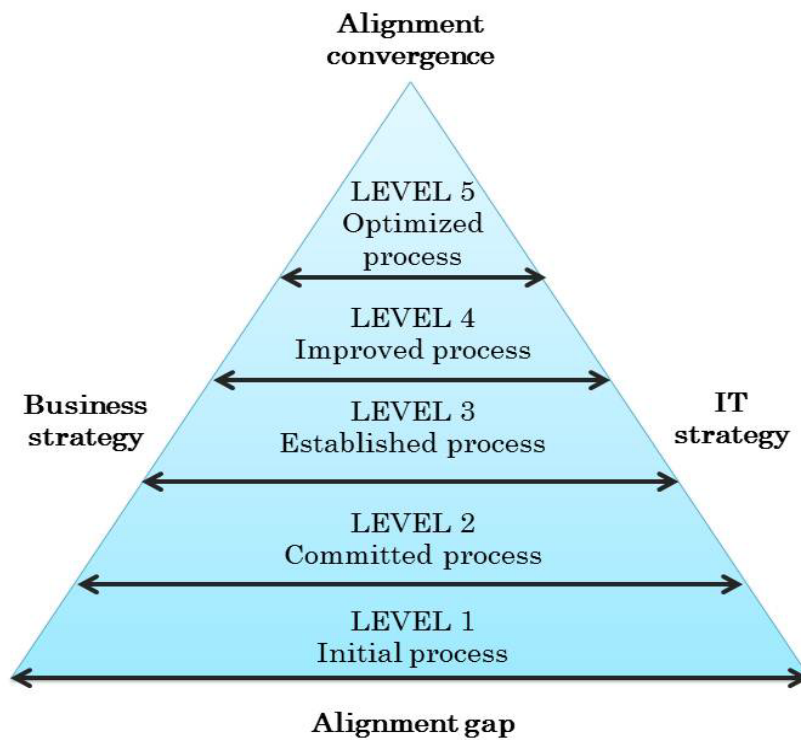 Alignment
convergence
LEVEL 5
Optimized
process
LEVEL 4
Improved process
Business
strategy
LEVEL 3
Established process
IT
strategy
LEVEL 2
Committed process
LEVEL 1
Initial process
Alignment gap